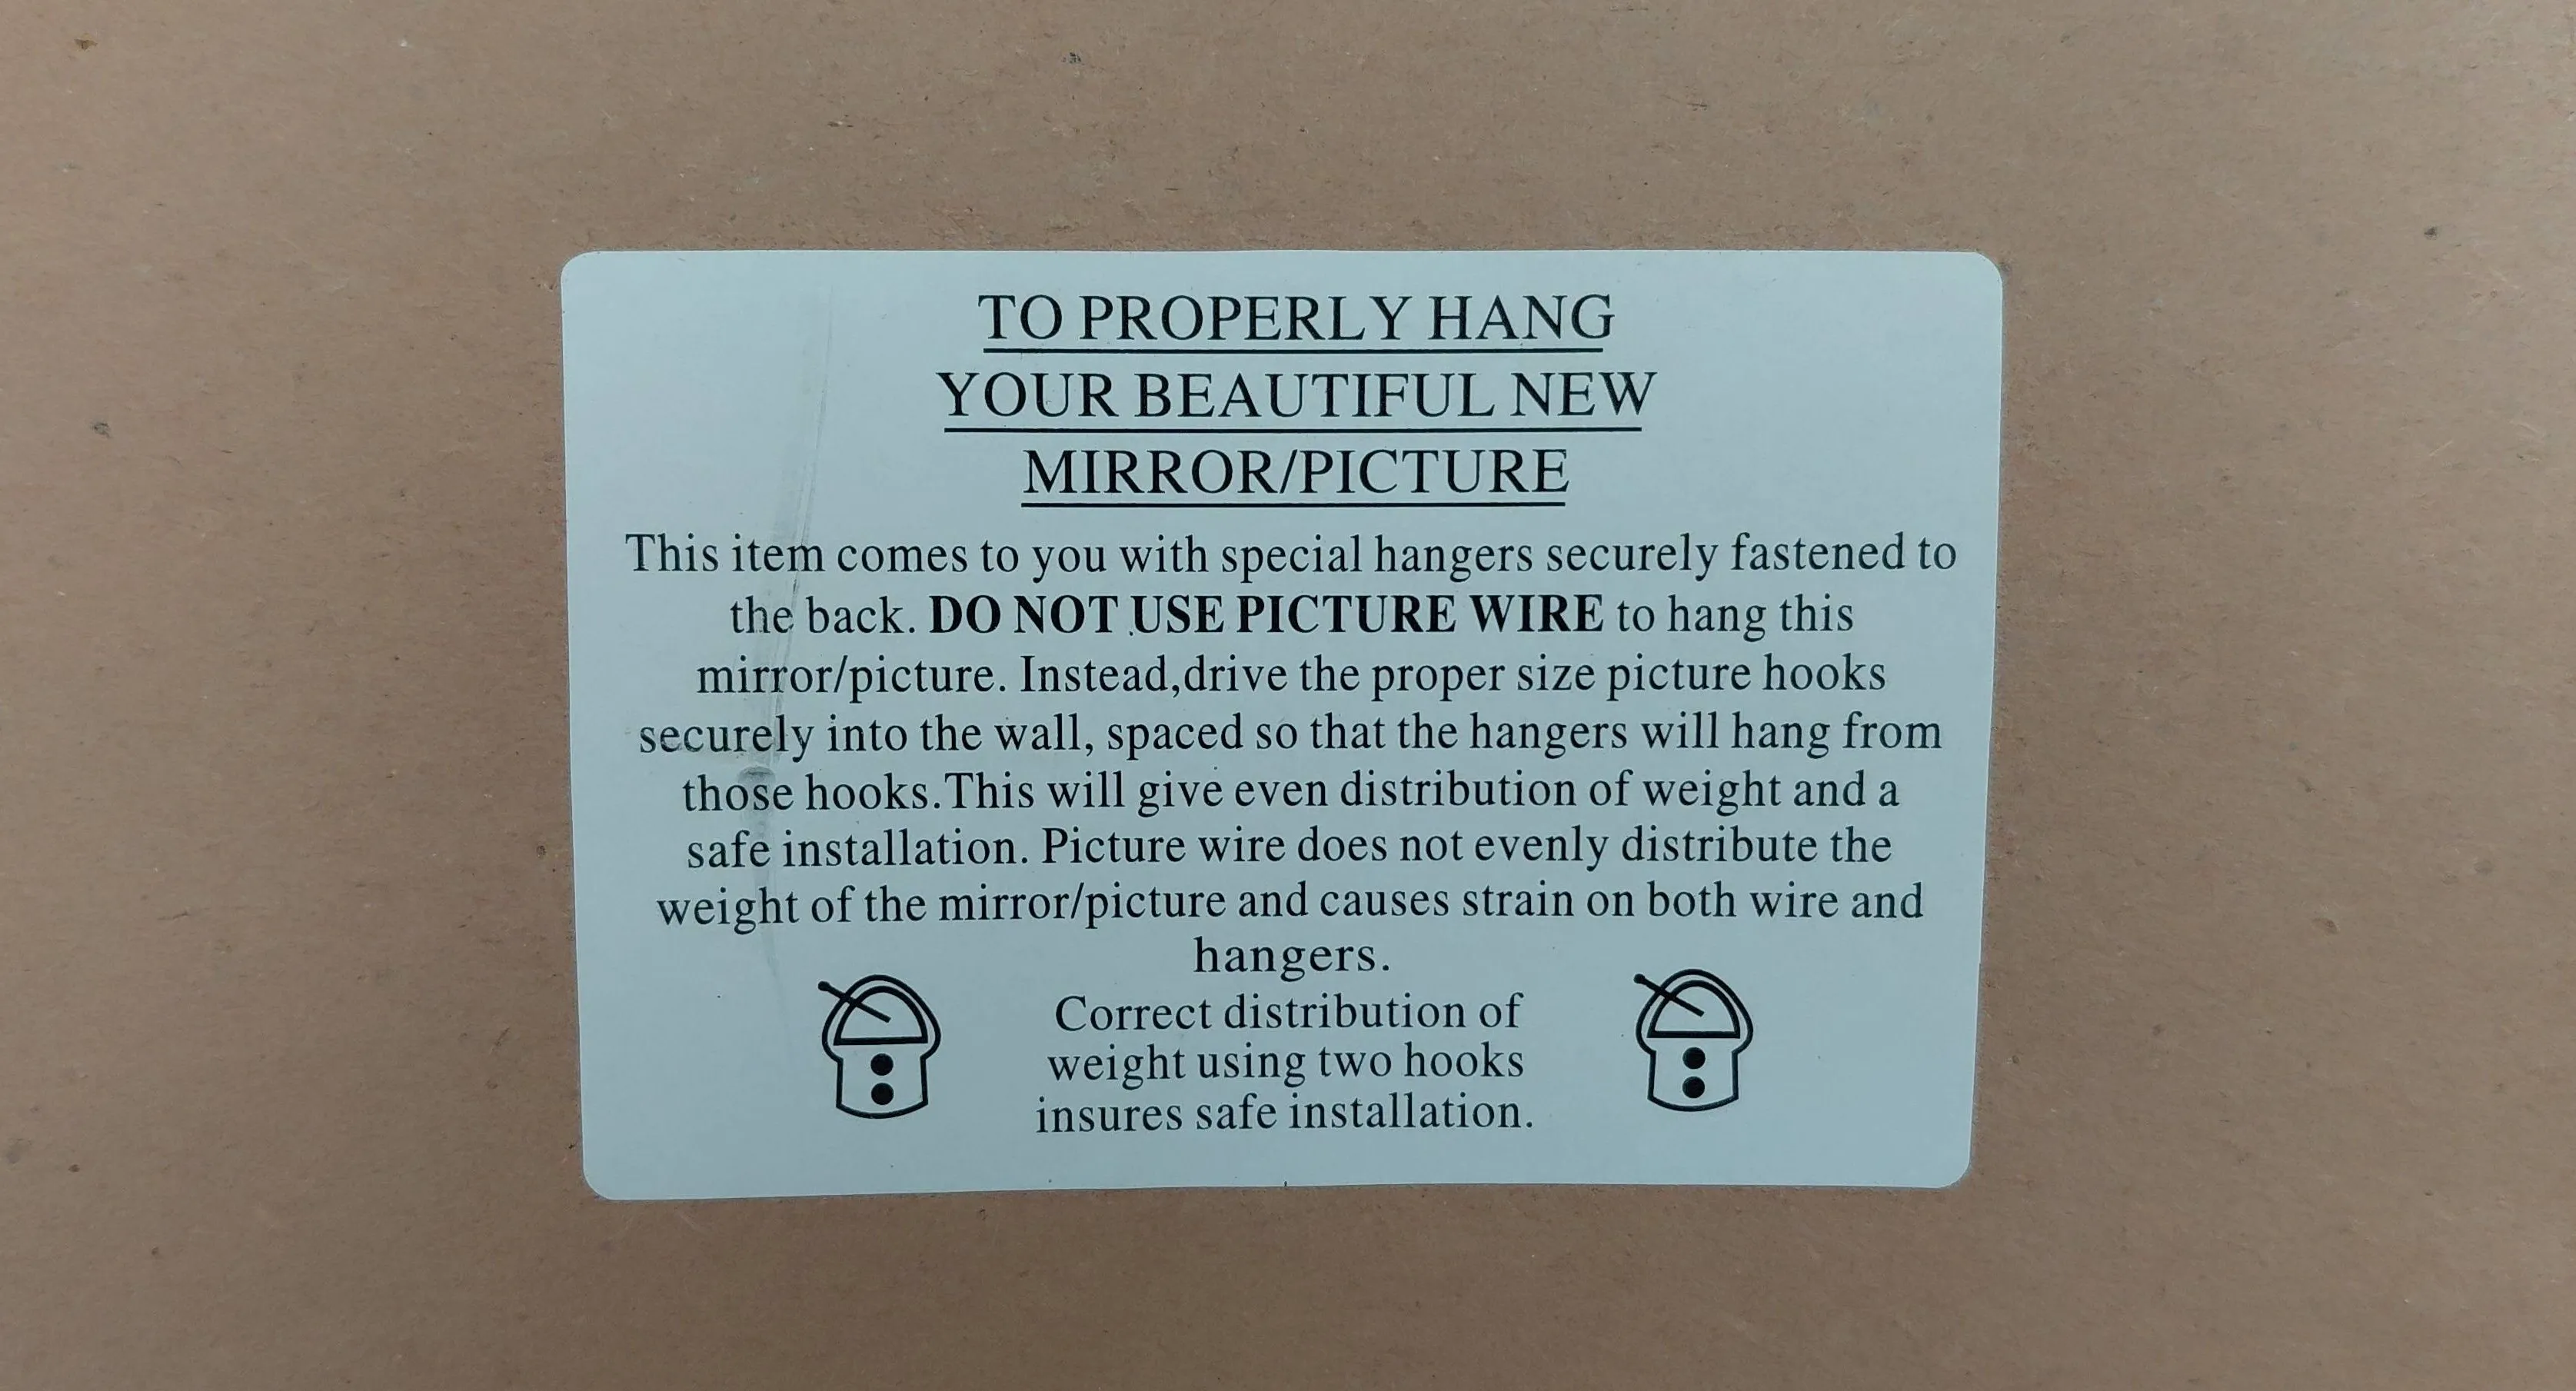 TO PROPERLY HANG
YOUR BEAUTIFUL NEW
MIRROR/PICTURE
This item comes to you with special hangers securely fastened to
the back. DO NOT USE PICTURE WIRE to hang this
mirror/picture. Instead,drive the proper size picture hooks
securely into the wall, spaced so that the hangers will hang from
those hooks.This will give even distribution of weight and a
safe installation. Picture wire does not evenly distribute the
weight of the mirror/picture and causes strain on both wire and
hangers.
Correct distribution of
weight using two hooks
insures safe installation.